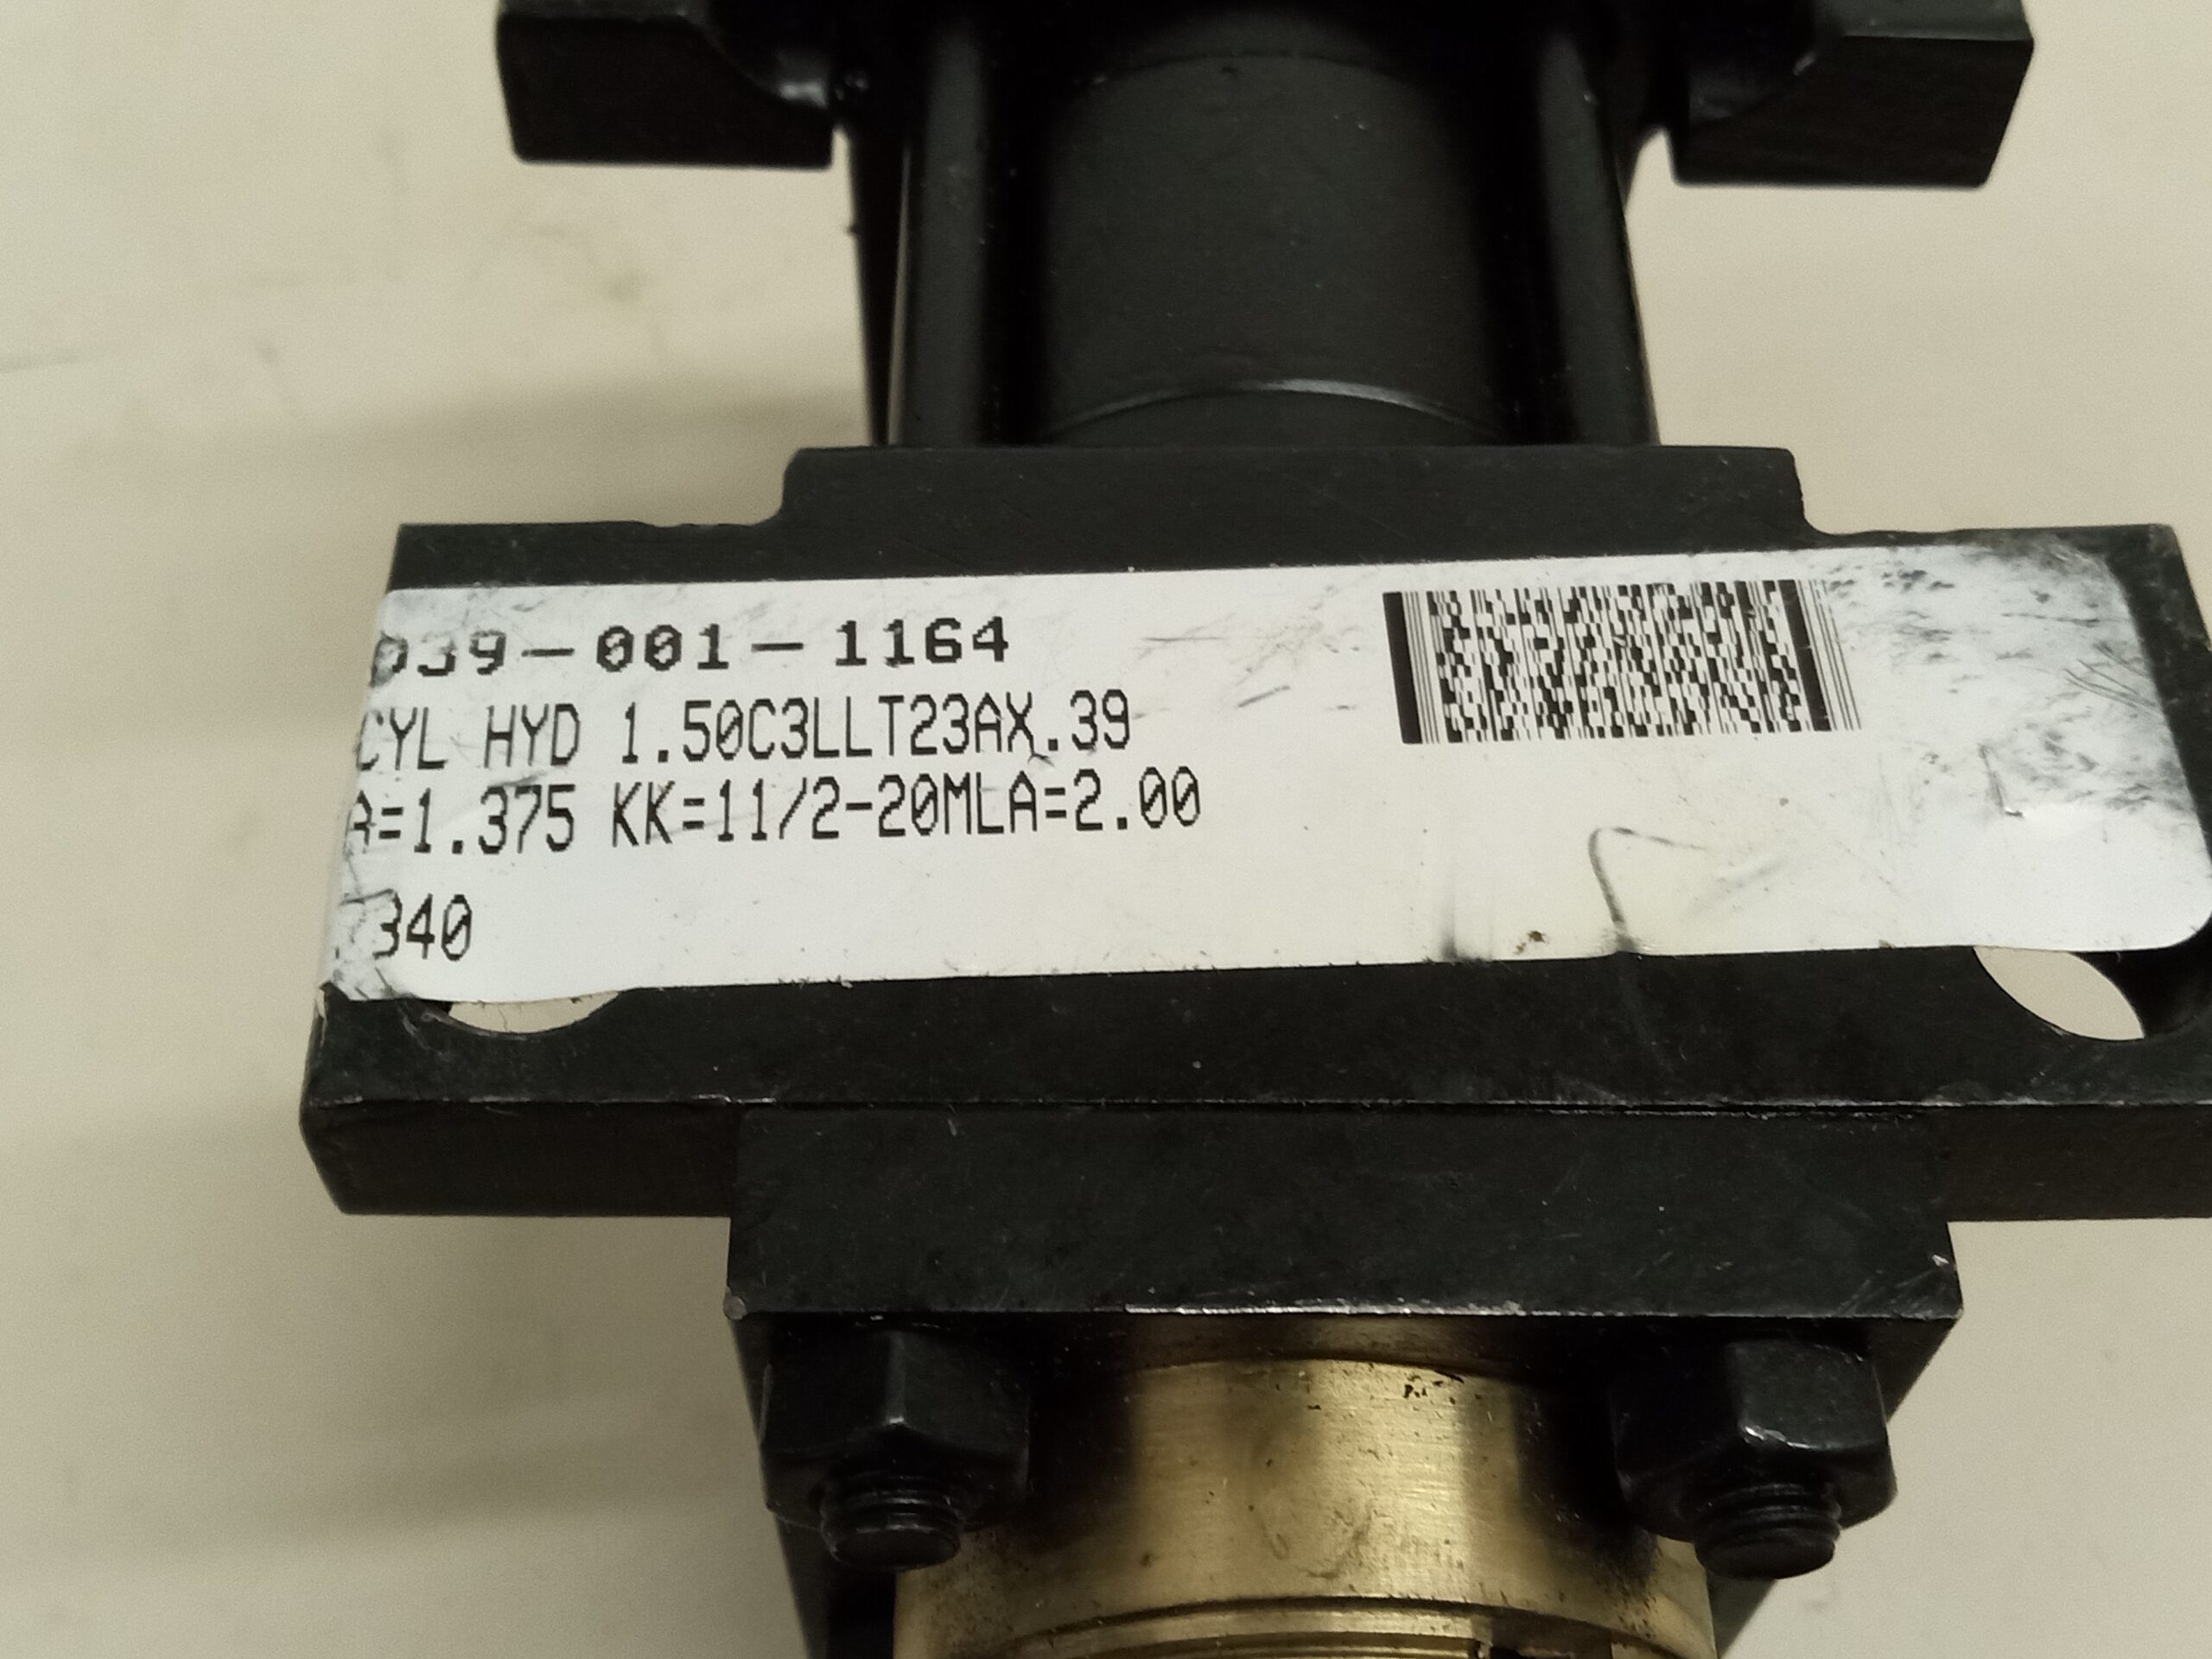 039-001-1164
CYL HYD 1.50C3LLT23AX.39
A=1.375 KK=11/2-20MLA=2.00
340